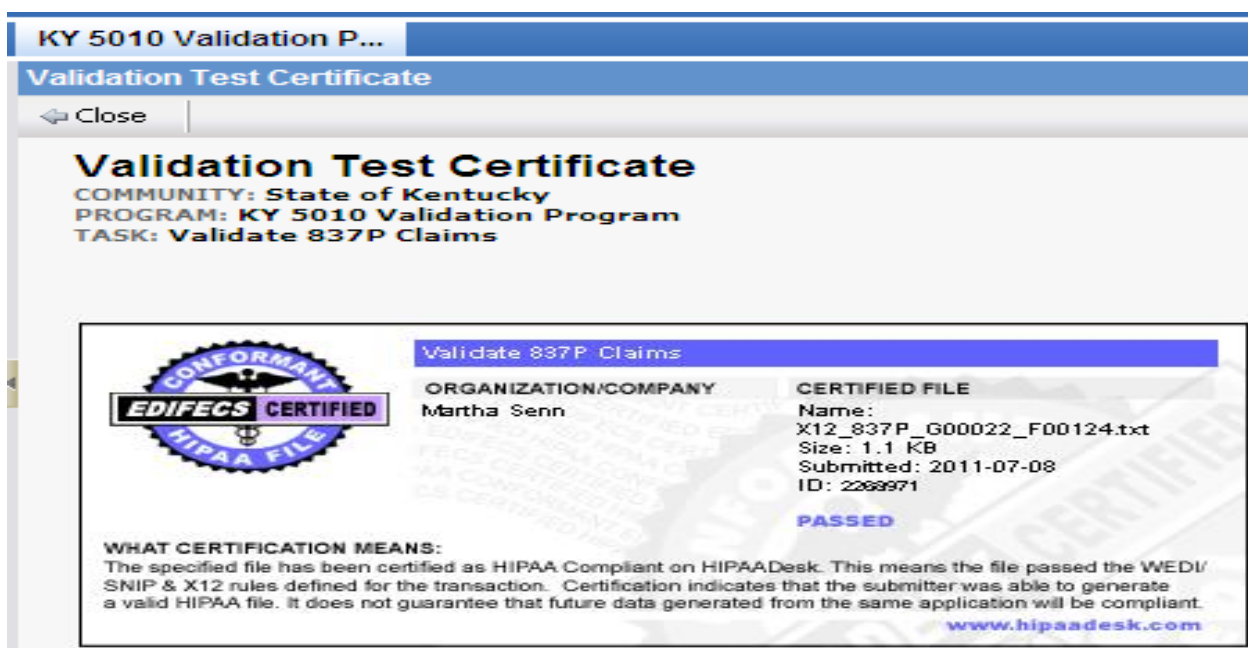 KY 5010 Validation P...
Validation Test Certificate
Close
Validation Test Certificate
COMMUNITY: State of Kentucky
PROGRAM: KY 5010 Validation Program
TASK: Validate 837P Claims
CONFORMANT
EDIFECS CERTIFIED
HIPAA FILE
Validate 837P Claims
ORGANIZATION/COMPANY
Martha Senn
CERTIFIED FILE
Name:
X12_837P_G00022_F00124.txt
Size: 1.1 KB
Submitted: 2011-07-08
ID: 2268971
PASSED
WHAT CERTIFICATION MEANS:
The specified file has been certified as HIPAA Compliant on HIPAADesk. This means the file passed the WEDI/
SNIP & X12 rules defined for the transaction. Certification indicates that the submitter was able to generate
a valid HIPAA file. It does not guarantee that future data generated from the same application will be compliant.
www.hipaadesk.com